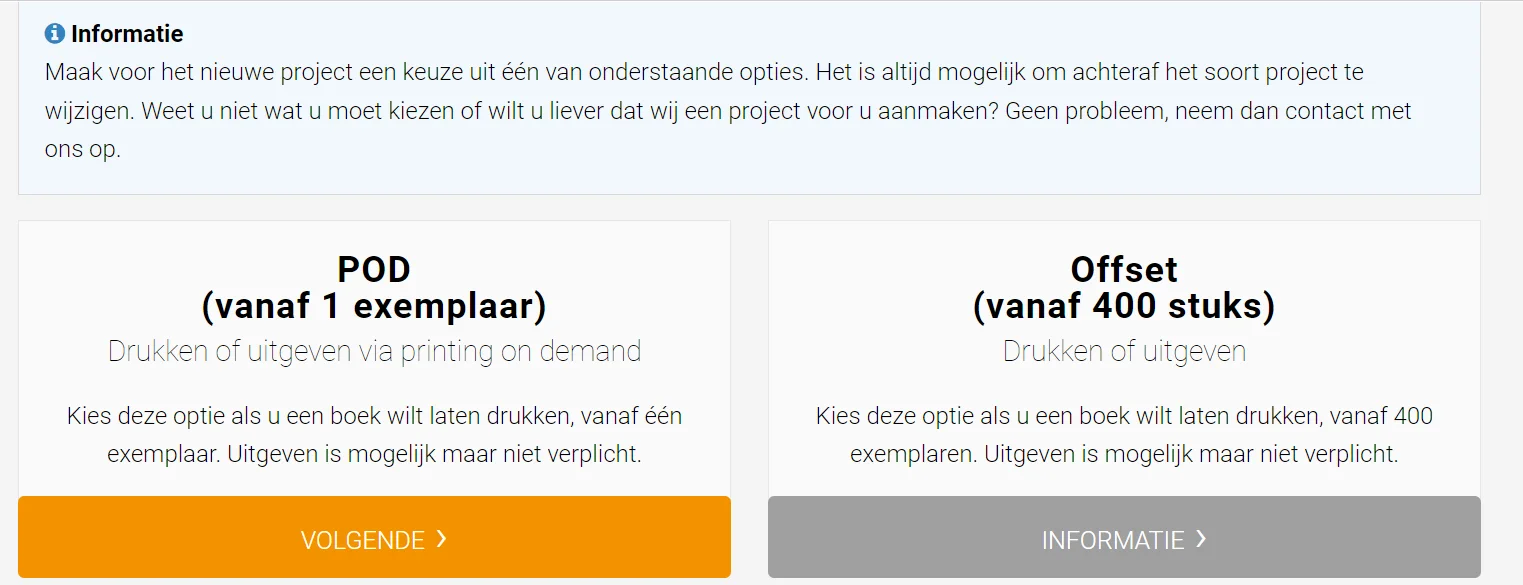 Informatie
Maak voor het nieuwe project een keuze uit één van onderstaande opties. Het is altijd mogelijk om achteraf het soort project te
wijzigen. Weet u niet wat u moet kiezen of wilt u liever dat wij een project voor u aanmaken? Geen probleem, neem dan contact met
ons op.
POD
(vanaf 1 exemplaar)
Drukken of uitgeven via printing on demand
Kies deze optie als u een boek wilt laten drukken, vanaf één
exemplaar. Uitgeven is mogelijk maar niet verplicht.
VOLGENDE >
Offset
(vanaf 400 stuks)
Drukken of uitgeven
Kies deze optie als u een boek wilt laten drukken, vanaf 400
exemplaren. Uitgeven is mogelijk maar niet verplicht.
INFORMATIE >